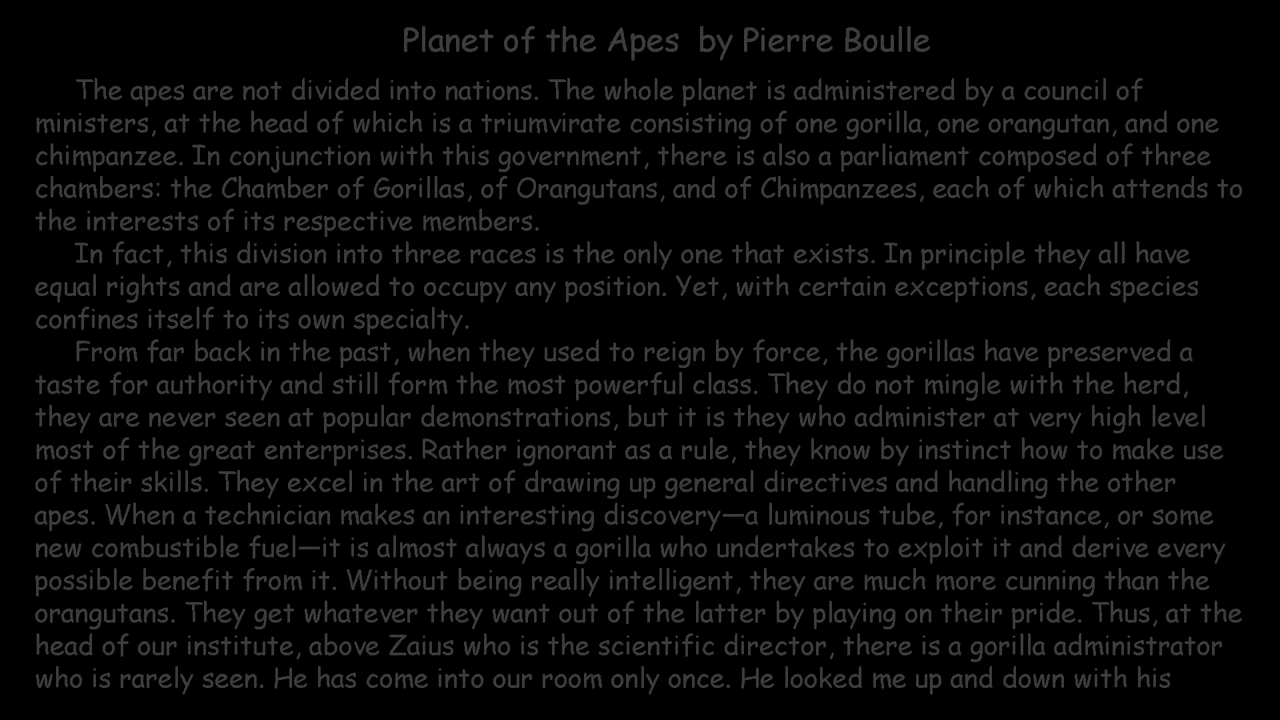 Planet of the Apes by Pierre Boulle
The apes are not divided into nations. The whole planet is administered by a council of
ministers, at the head of which is a triumvirate consisting of one gorilla, one orangutan, and one
chimpanzee. In conjunction with this government, there is also a parliament composed of three
chambers: the Chamber of Gorillas, of Orangutans, and of Chimpanzees, each of which attends to
the interests of its respective members.
In fact, this division into three races is the only one that exists. In principle they all have
equal rights and are allowed to occupy any position. Yet, with certain exceptions, each species
confines itself to its own specialty.
From far back in the past, when they used to reign by force, the gorillas have preserved a
taste for authority and still form the most powerful class. They do not mingle with the herd,
they are never seen at popular demonstrations, but it is they who administer at very high level
most of the great enterprises. Rather ignorant as a rule, they know by instinct how to make use
of their skills. They excel in the art of drawing up general directives and handling the other
apes. When a technician makes an interesting discovery—a luminous tube, for instance, or some
new combustible fuel—it is almost always a gorilla who undertakes to exploit it and derive every
possible benefit from it. Without being really intelligent, they are much more cunning than the
orangutans. They get whatever they want out of the latter by playing on their pride. Thus, at the
head of our institute, above Zaius who is the scientific director, there is a gorilla administrator
who is rarely seen. He has come into our room only once. He looked me up and down with his